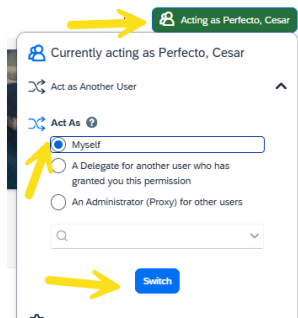 Acting as Perfecto, Cesar
Currently acting as Perfecto, Cesar
Act as Another User
Act As
Myself
A Delegate for another user who has
granted you this permission
An Administrator (Proxy) for other users
Switch